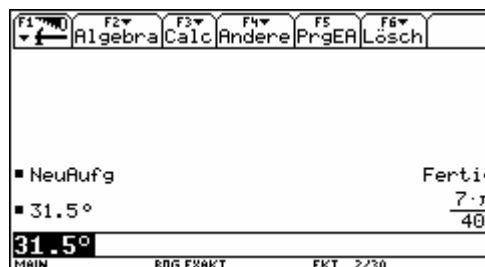 F1 F2 F3 F4 F5 F6
Algebra Calc Andere PrgEA Lösch
NeuAufg Ferti
31.5° 7·π
40
31.5°
MAIN RDG EXAKT FKT 2/30